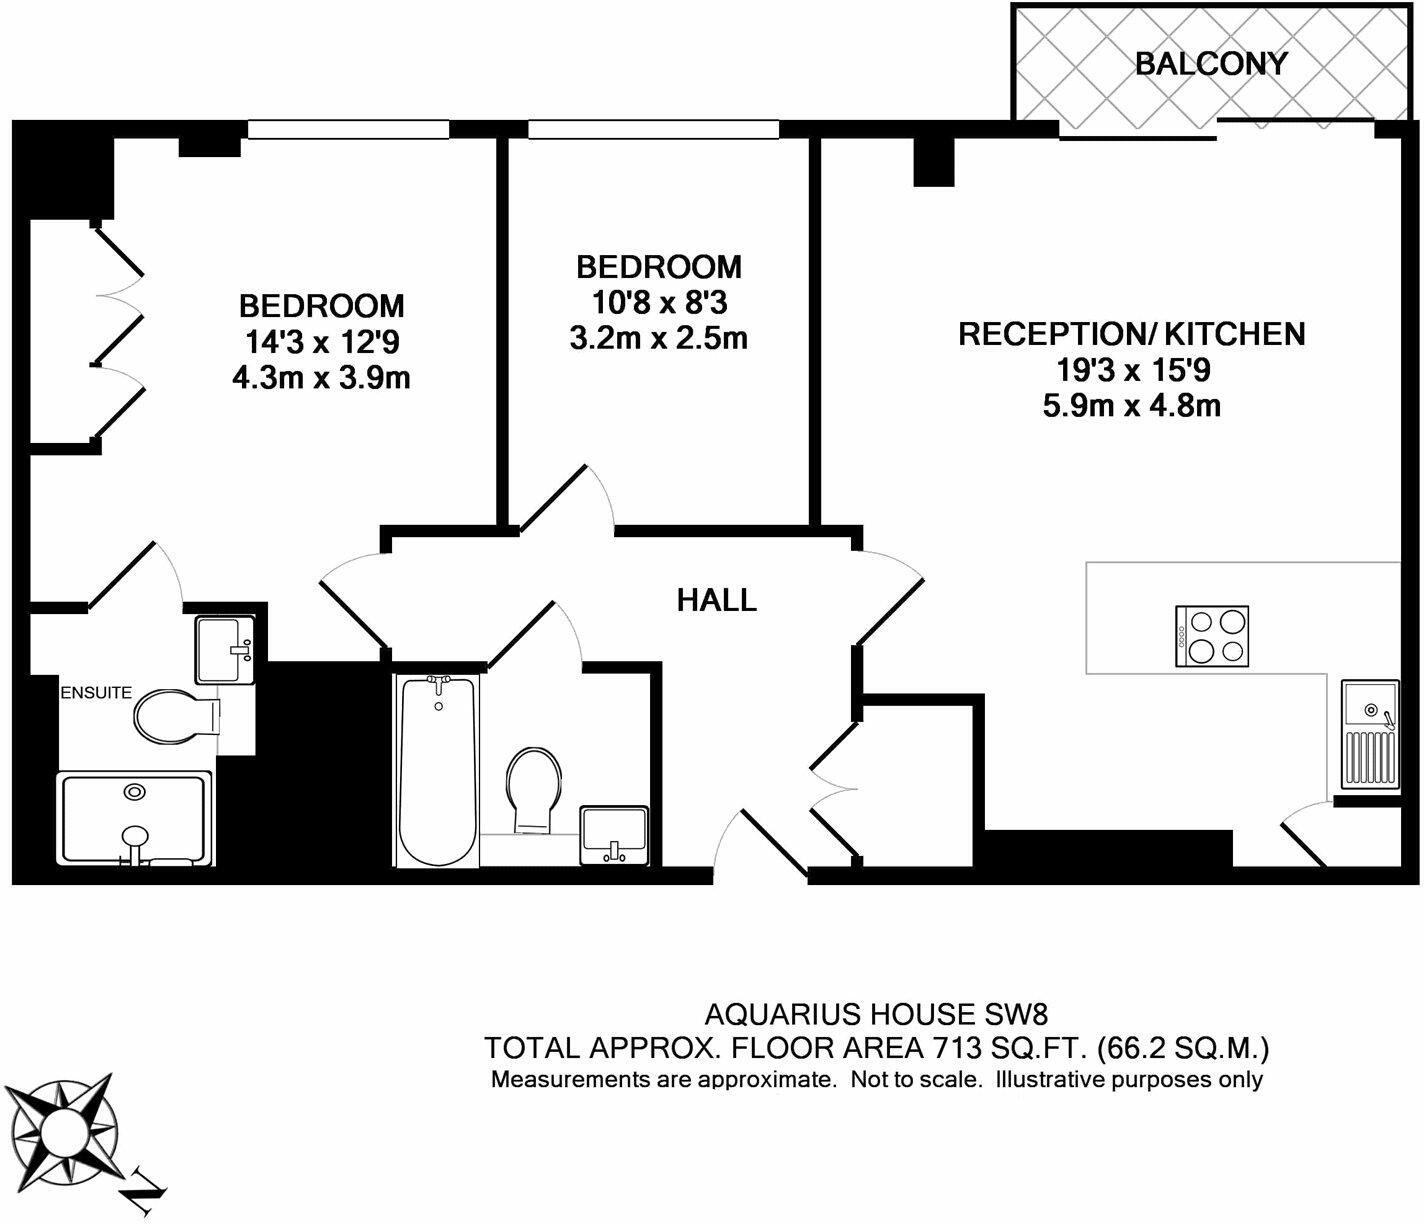 BALCONY
BEDROOM
14'3 x 12'9
4.3m x 3.9m
BEDROOM
10'8 x 8'3
3.2m x 2.5m
RECEPTION/ KITCHEN
19'3 x 15'9
5.9m x 4.8m
HALL
ENSUITE
AQUARIUS HOUSE SW8
TOTAL APPROX. FLOOR AREA 713 SQ.FT. (66.2 SQ.M.)
Measurements are approximate. Not to scale. Illustrative purposes only
N